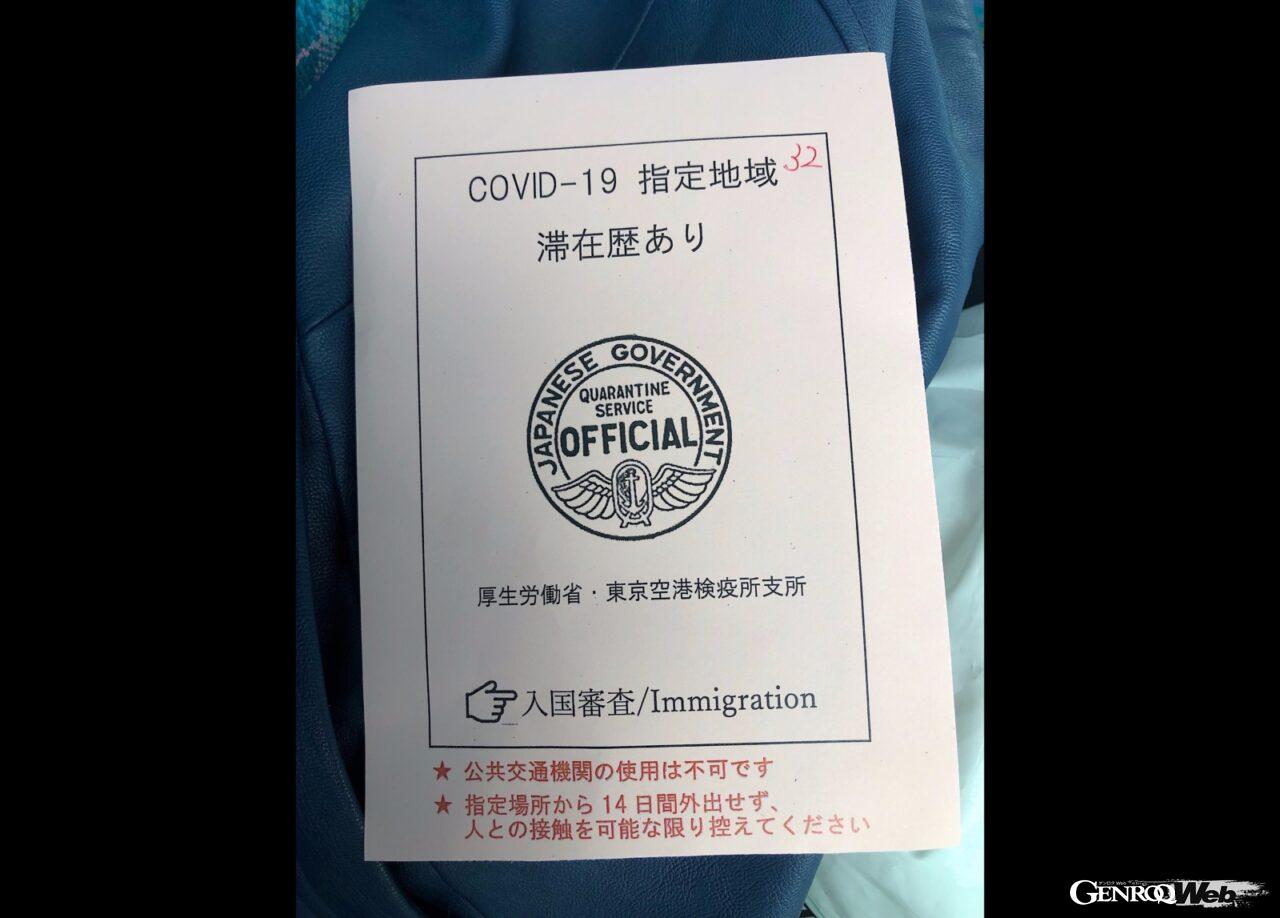 COVID-19 指定地域
32
滞在歴あり
JAPANESE GOVERNMENT
QUARANTINE
SERVICE
OFFICIAL
厚生労働省・東京空港検疫所支所
入国審査/Immigration
★ 公共交通機関の使用は不可です
★ 指定場所から 14 日間外出せず、
人との接触を可能な限り控えてください
GENROQ Web